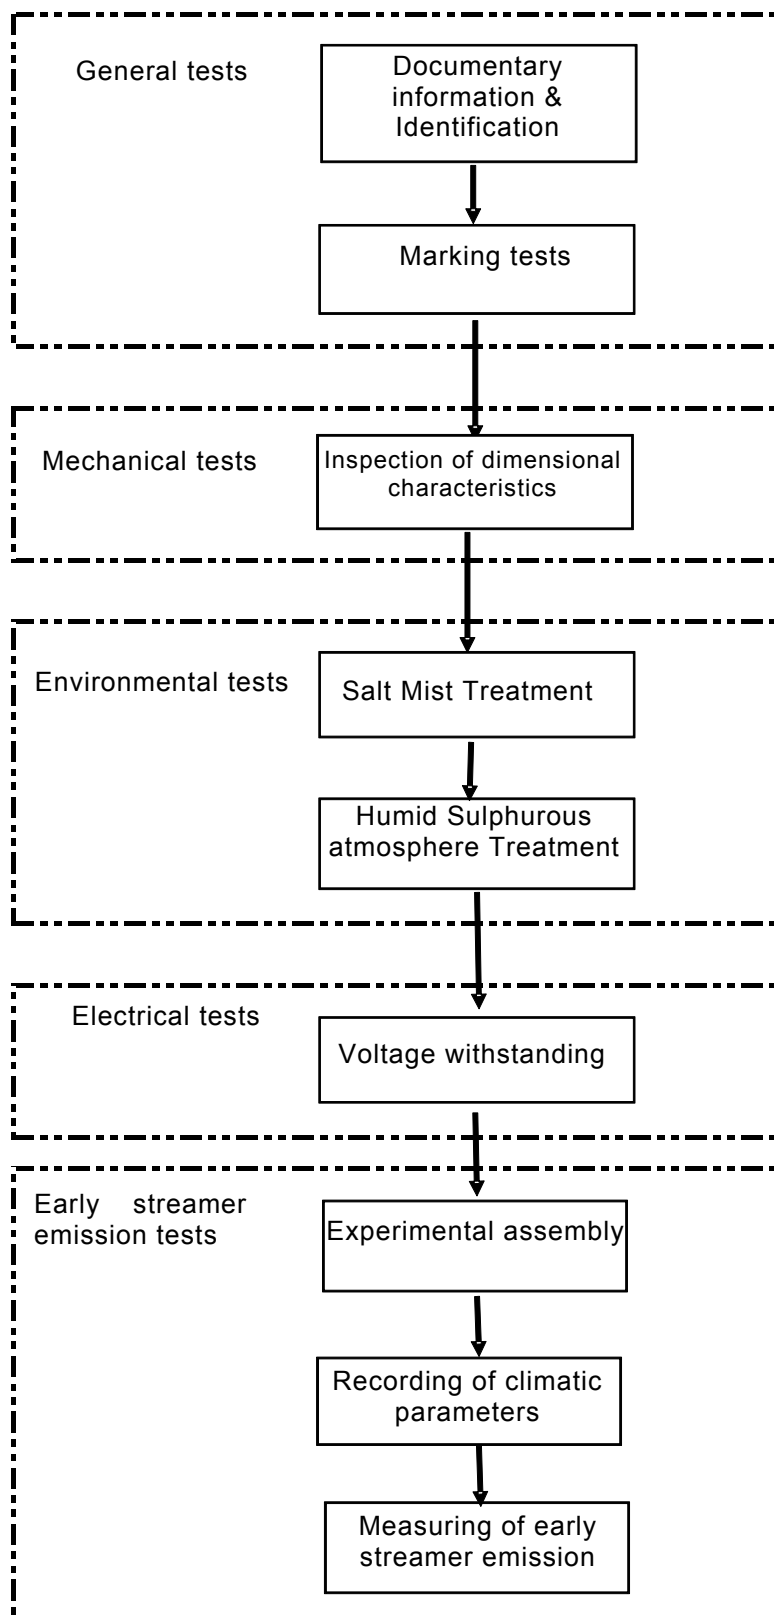 General tests
Documentary
information &
Identification
Marking tests
Mechanical tests
Inspection of dimensional
characteristics
Environmental tests
Salt Mist Treatment
Humid Sulphurous
atmosphere Treatment
Electrical tests
Voltage withstanding
Early streamer
emission tests
Experimental assembly
Recording of climatic
parameters
Measuring of early
streamer emission